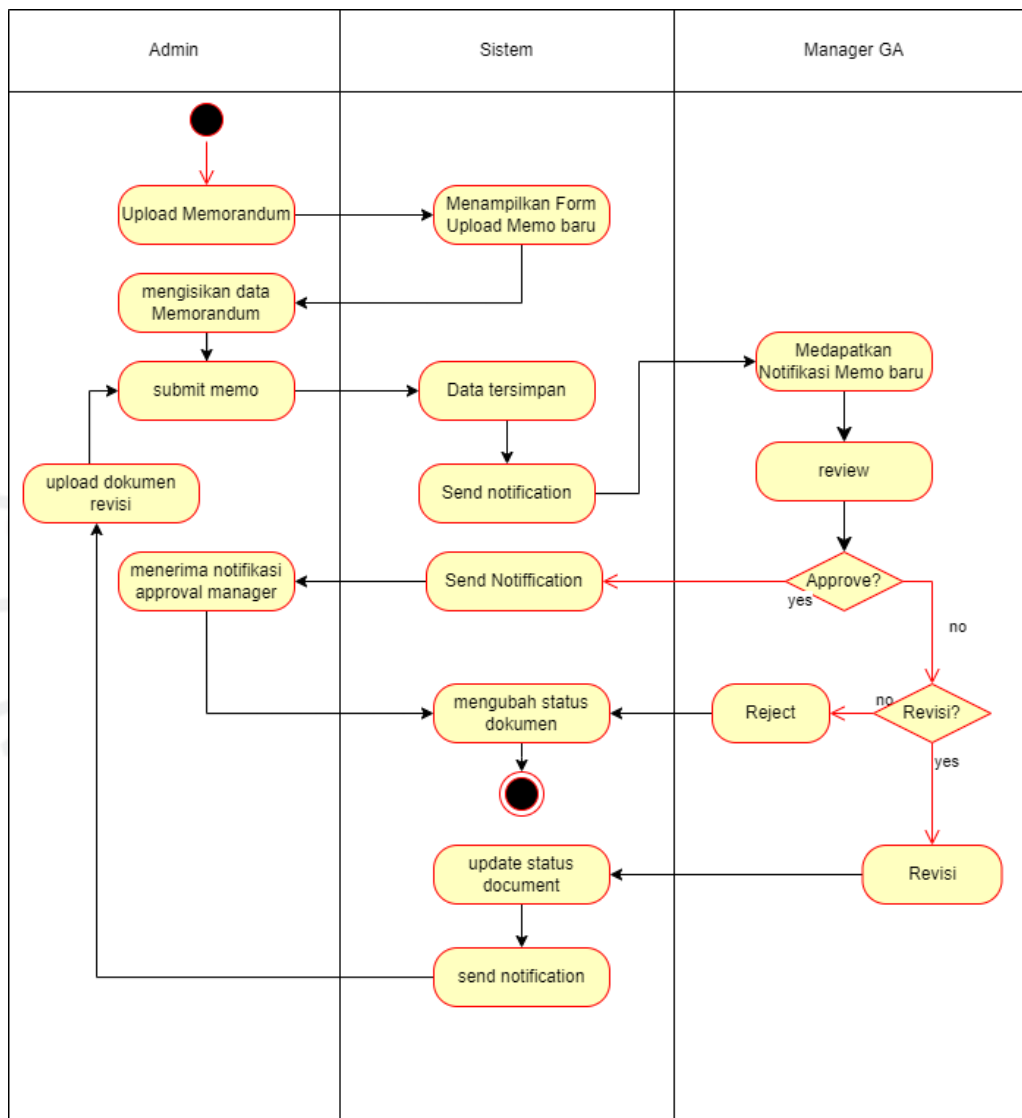 Admin
Sistem
Manager GA
Upload Memorandum
Menampilkan Form
Upload Memo baru
mengisikan data
Memorandum
Medapatkan
Notifikasi Memo baru
submit memo
Data tersimpan
review
upload dokumen
revisi
Send notification
menerima notifikasi
approval manager
Send Notiffication
Approve?
yes
no
mengubah status
dokumen
Reject
no
Revisi?
yes
update status
document
Revisi
send notification